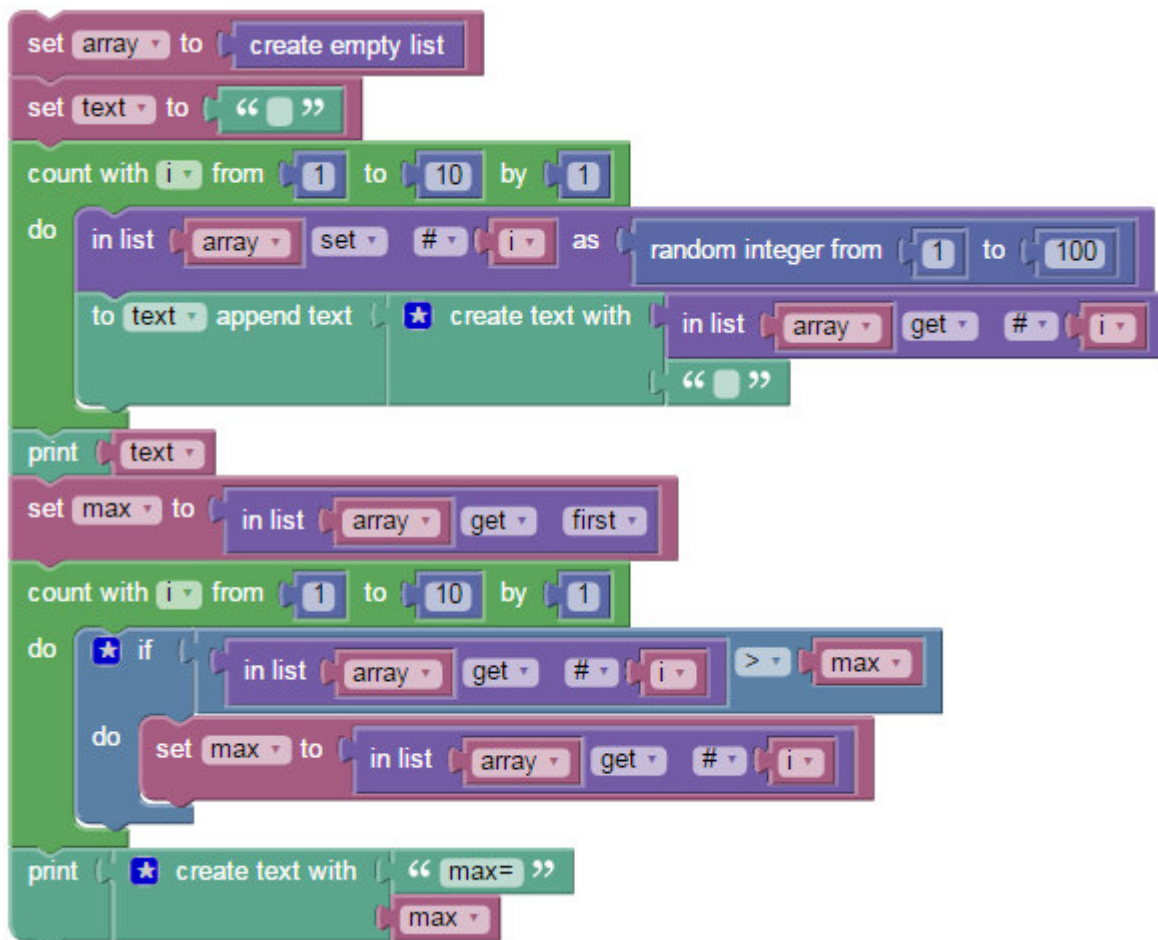 set array to create empty list
set text to “ ”
count with i from 1 to 10 by 1
do in list array set # i as random integer from 1 to 100
to text append text create text with in list array get # i
“ ”
print text
set max to in list array get first
count with i from 1 to 10 by 1
do if in list array get # i > max
do set max to in list array get # i
print create text with “ max= ”
max